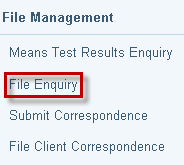 File Management
Means Test Results Enquiry
File Enquiry
Submit Correspondence
File Client Correspondence